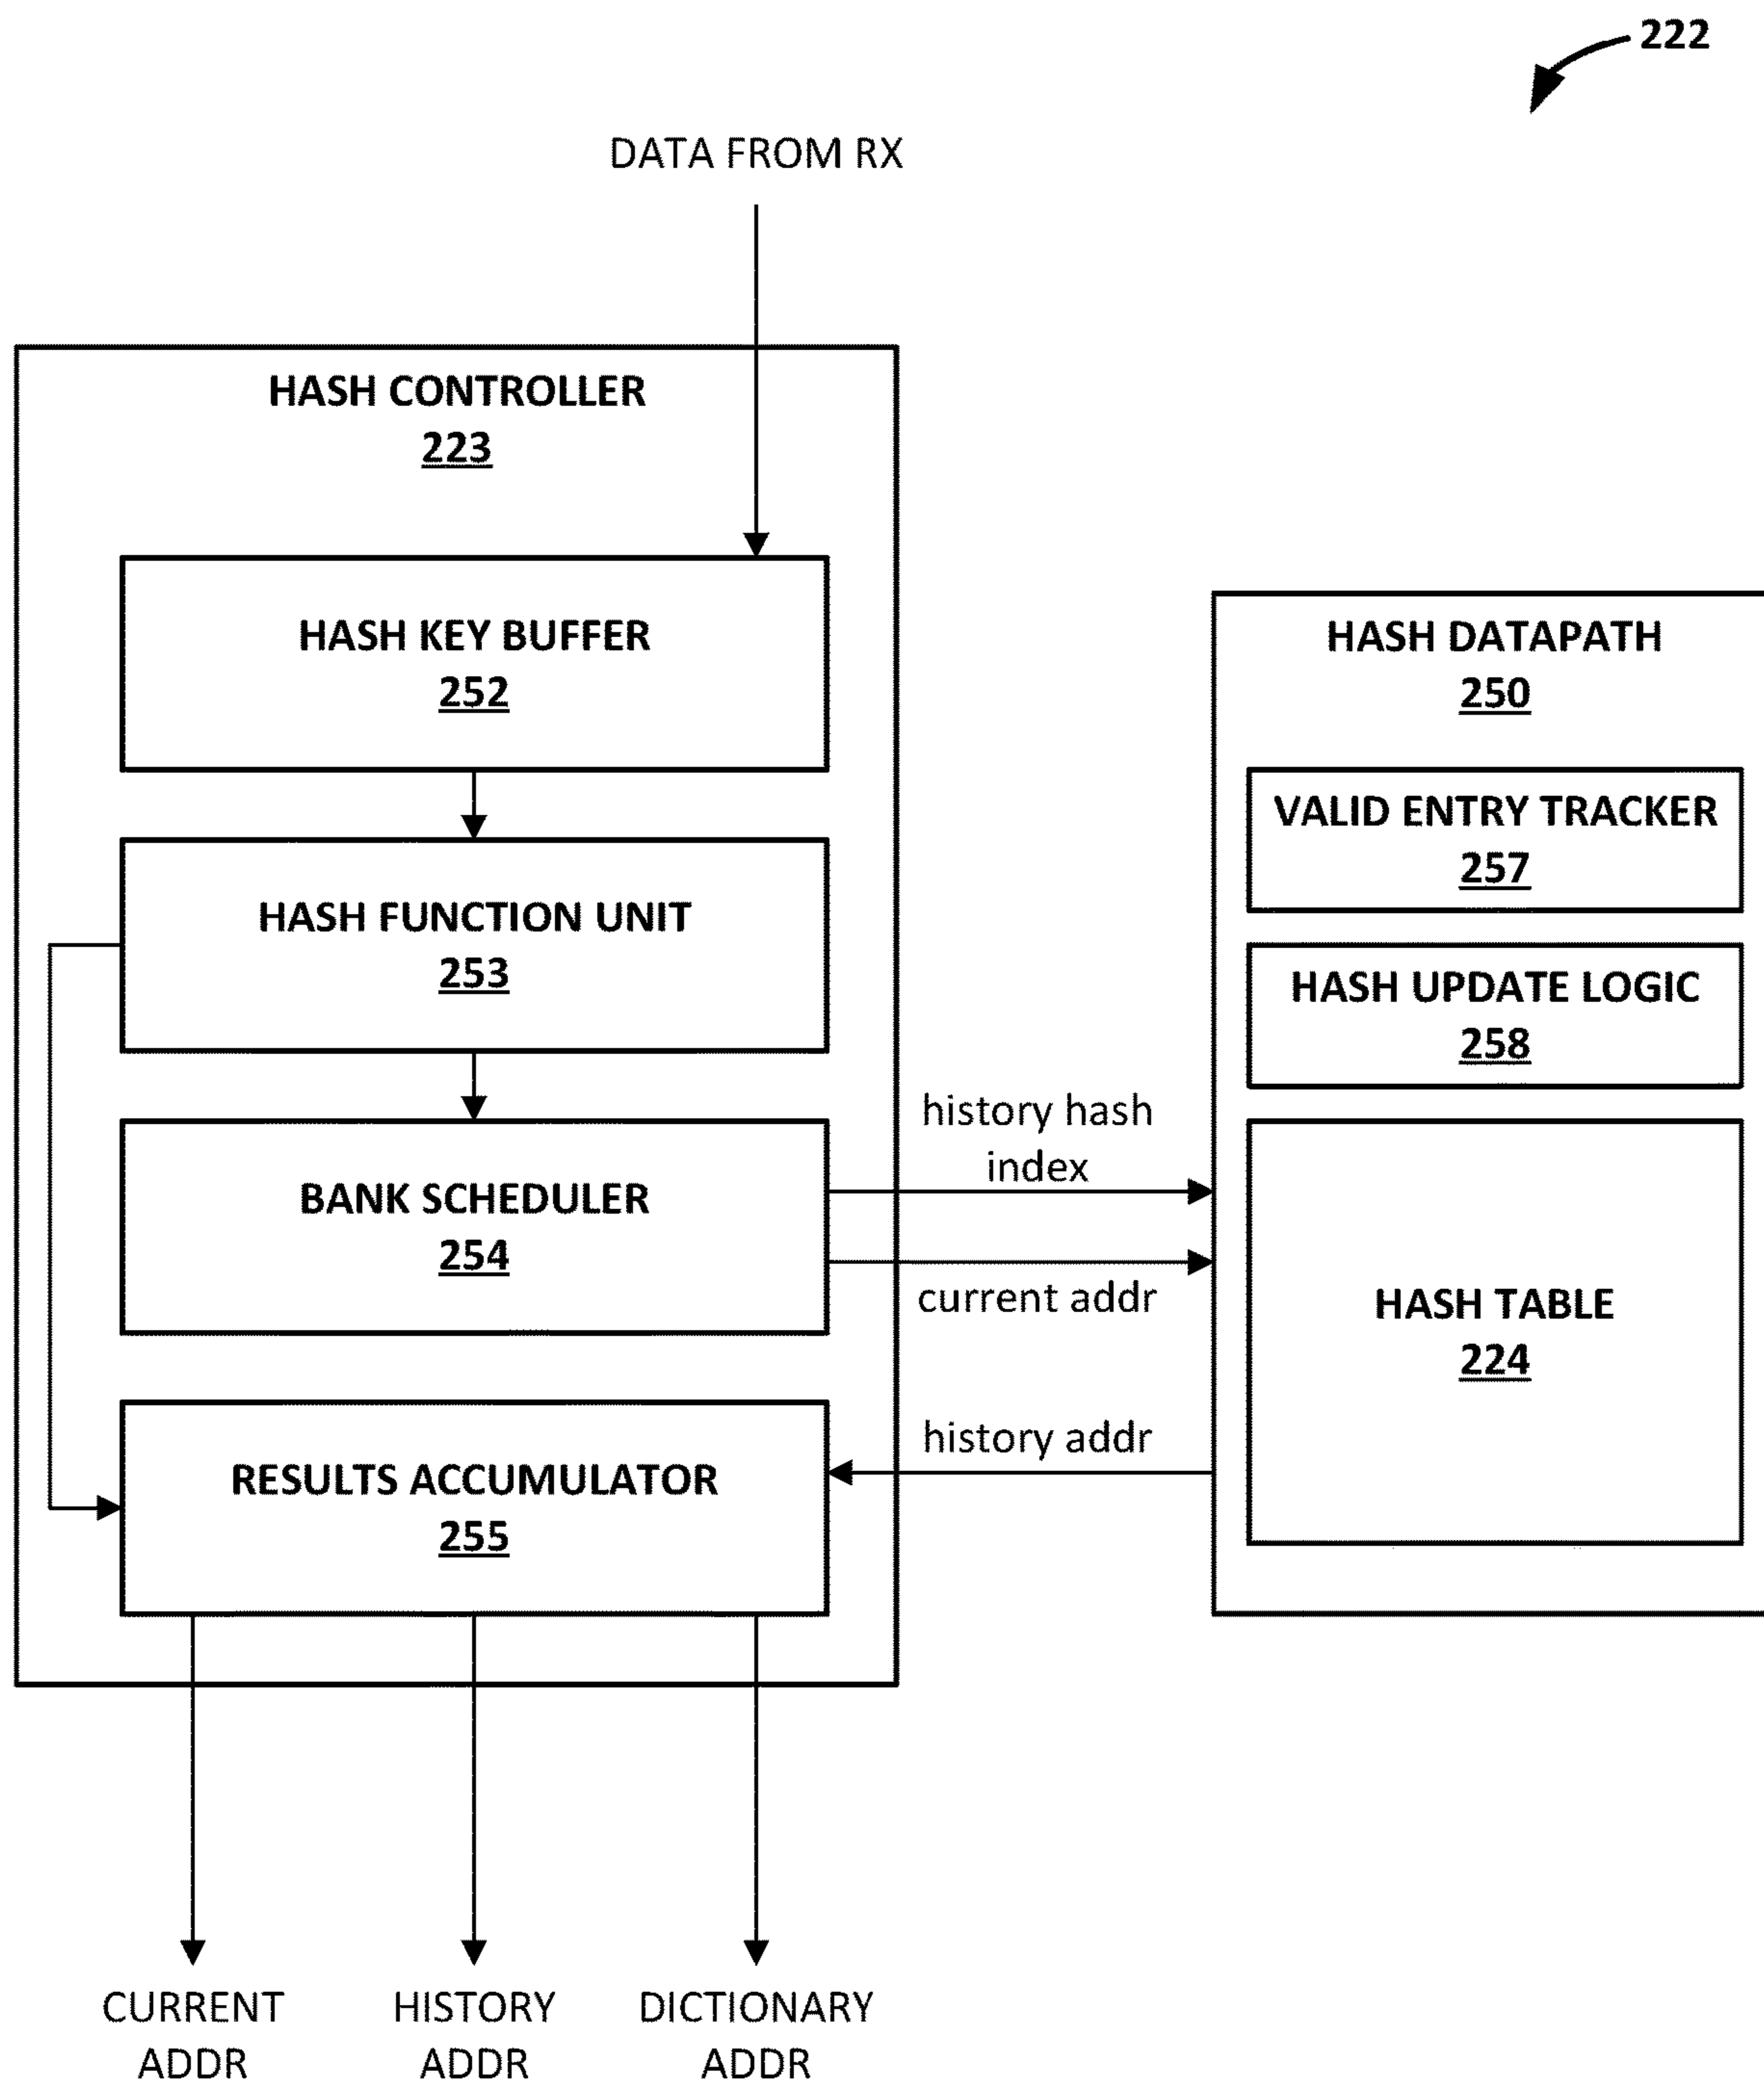 222
DATA FROM RX
HASH CONTROLLER
223
HASH KEY BUFFER
252
HASH FUNCTION UNIT
253
BANK SCHEDULER
254
RESULTS ACCUMULATOR
255
history hash
index
current addr
history addr
HASH DATAPATH
250
VALID ENTRY TRACKER
257
HASH UPDATE LOGIC
258
HASH TABLE
224
CURRENT
ADDR
HISTORY
ADDR
DICTIONARY
ADDR